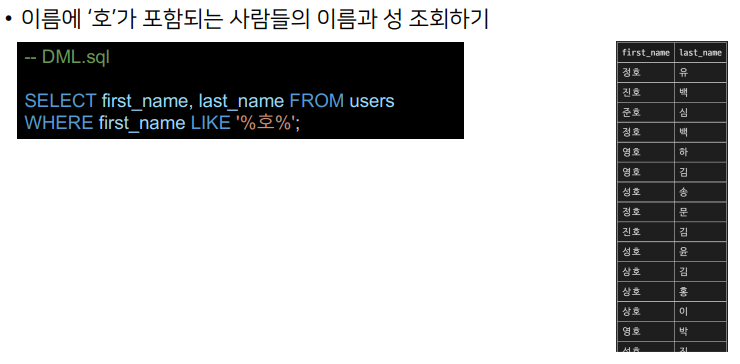 • 이름에 ‘호’가 포함되는 사람들의 이름과 성 조회하기
-- DML.sql
SELECT first_name, last_name FROM users
WHERE first_name LIKE '%호%';
first_name last_name
정호 유
진호 백
준호 심
정호 백
영호 하
영호 김
성호 송
정호 문
진호 김
성호 윤
상호 김
상호 홍
상호 이
영호 박